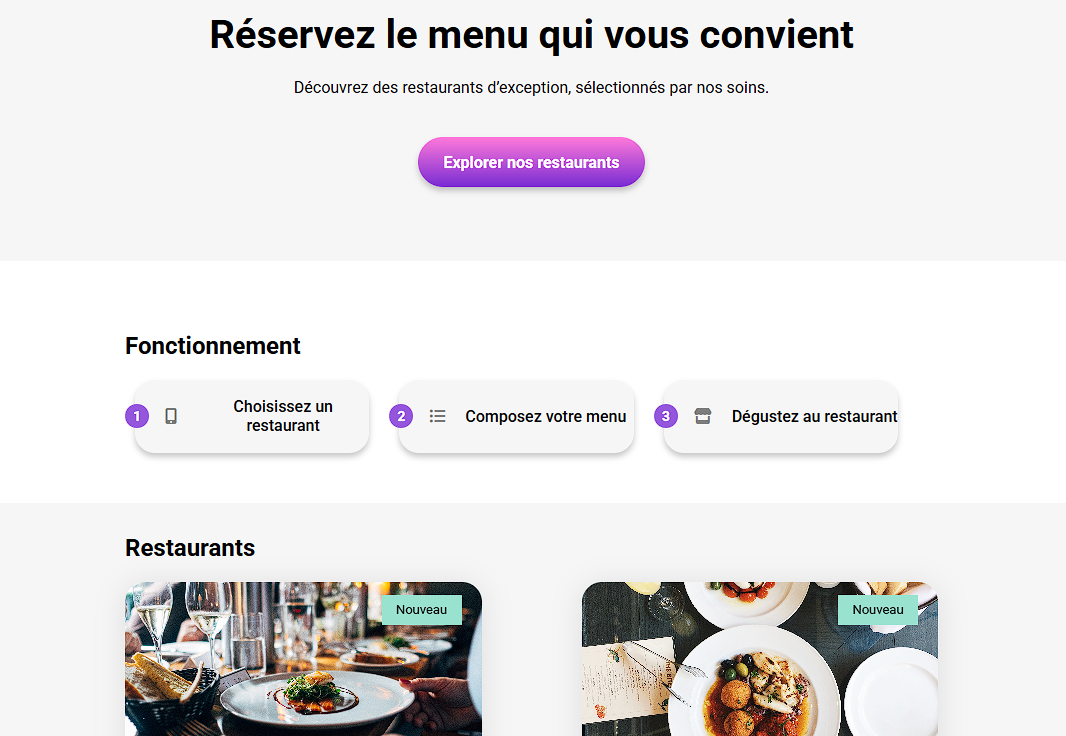 Réservez le menu qui vous convient
Découvrez des restaurants d’exception, sélectionnés par nos soins.
Explorer nos restaurants
Fonctionnement
1
Choisissez un
restaurant
2
Composez votre menu
3
Dégustez au restaurant
Restaurants
Nouveau
Nouveau